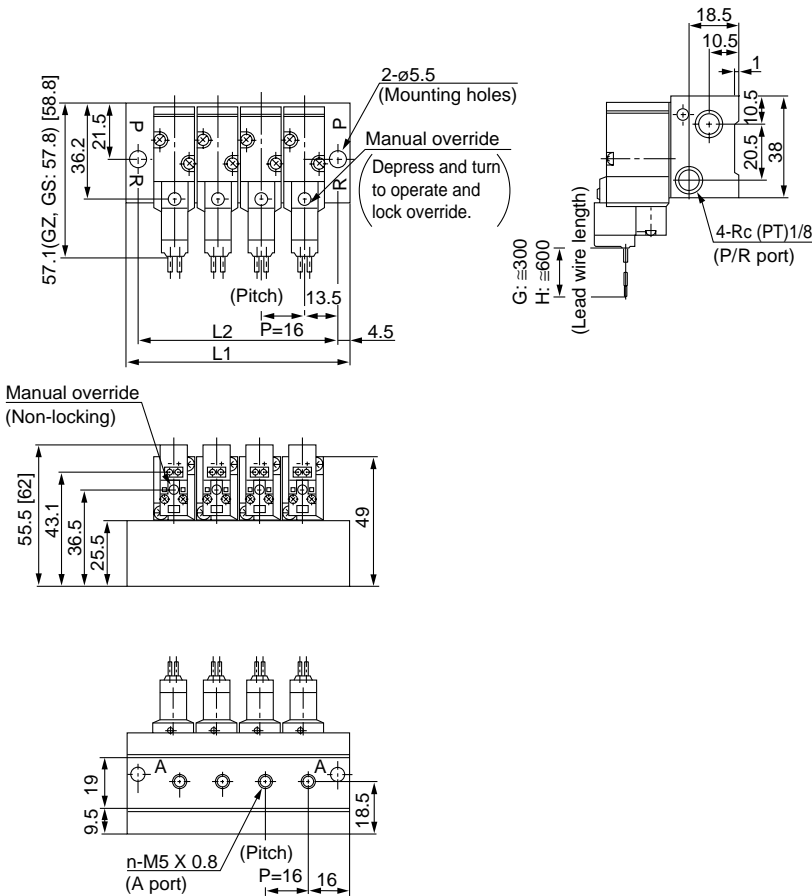 57.1(GZ, GS: 57.8) [58.8]
36.2
21.5
P
R
P
R
2-ø5.5
(Mounting holes)
Manual override
(Depress and turn
to operate and
lock override.)
(Pitch)
13.5
P=16
L2
4.5
L1
18.5
10.5
1
10.5
20.5
38
4-Rc (PT)1/8
(P/R port)
G: ≅300
H: ≅600
(Lead wire length)
Manual override
(Non-locking)
- +
- +
- +
- +
55.5 [62]
43.1
36.5
25.5
49
A
A
19
9.5
18.5
n-M5 X 0.8
(A port)
(Pitch)
P=16
16